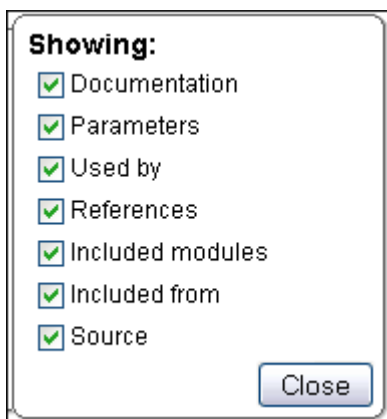 Showing:
Documentation
Parameters
Used by
References
Included modules
Included from
Source
Close